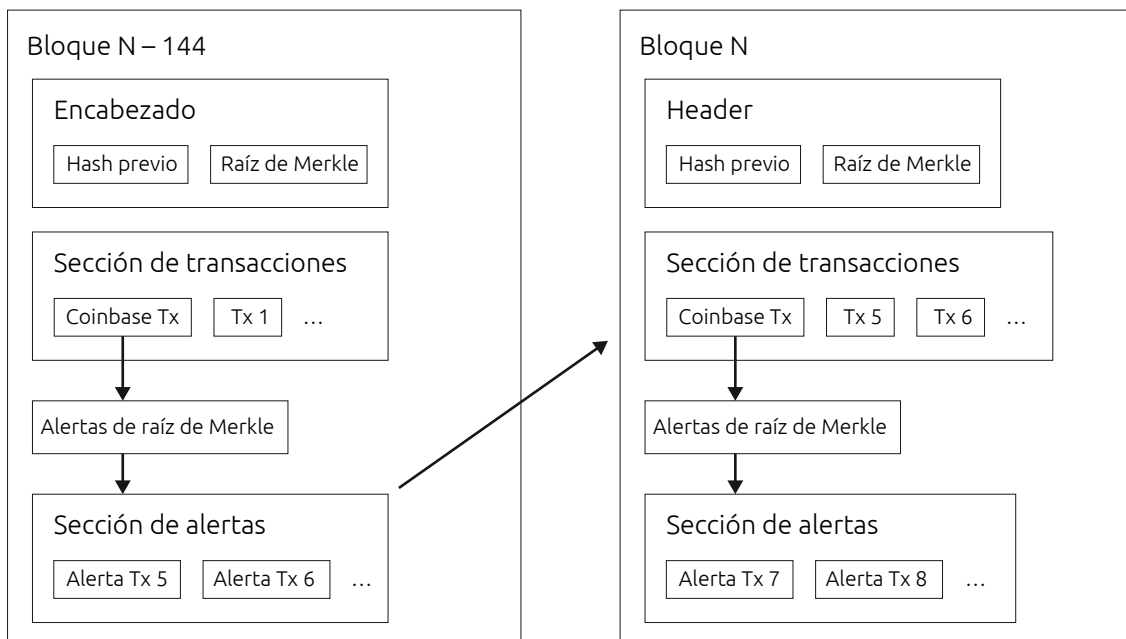 Bloque N – 144
Encabezado
Hash previo
Raíz de Merkle
Sección de transacciones
Coinbase Tx
Tx 1
…
Alertas de raíz de Merkle
Sección de alertas
Alerta Tx 5
Alerta Tx 6
…
Bloque N
Header
Hash previo
Raíz de Merkle
Sección de transacciones
Coinbase Tx
Tx 5
Tx 6
…
Alertas de raíz de Merkle
Sección de alertas
Alerta Tx 7
Alerta Tx 8
…